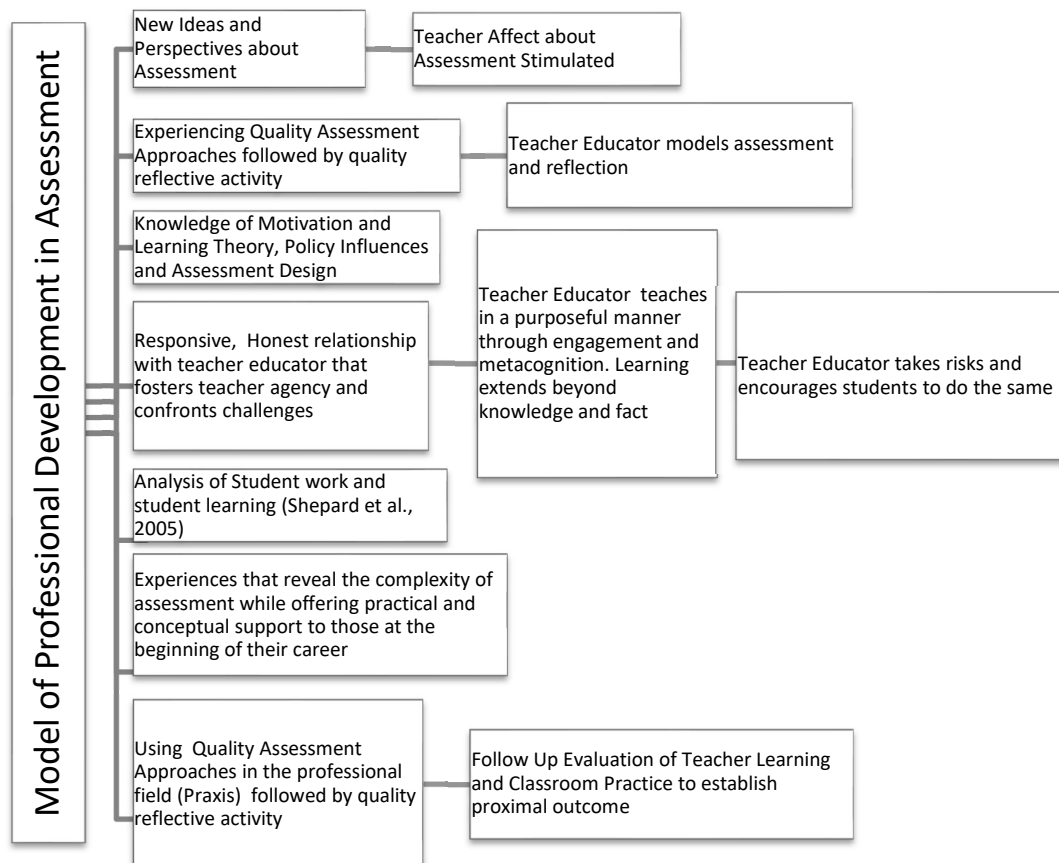 Model of Professional Development in Assessment
New Ideas and
Perspectives about
Assessment
Teacher Affect about
Assessment Stimulated
Experiencing Quality Assessment
Approaches followed by quality
reflective activity
Teacher Educator models assessment
and reflection
Knowledge of Motivation and
Learning Theory, Policy Influences
and Assessment Design
Responsive, Honest relationship
with teacher educator that
fosters teacher agency and
confronts challenges
Teacher Educator teaches
in a purposeful manner
through engagement and
metacognition. Learning
extends beyond
knowledge and fact
Teacher Educator takes risks and
encourages students to do the same
Analysis of Student work and
student learning (Shepard et al.,
2005)
Experiences that reveal the complexity of
assessment while offering practical and
conceptual support to those at the
beginning of their career
Using Quality Assessment
Approaches in the professional
field (Praxis) followed by quality
reflective activity
Follow Up Evaluation of Teacher Learning
and Classroom Practice to establish
proximal outcome